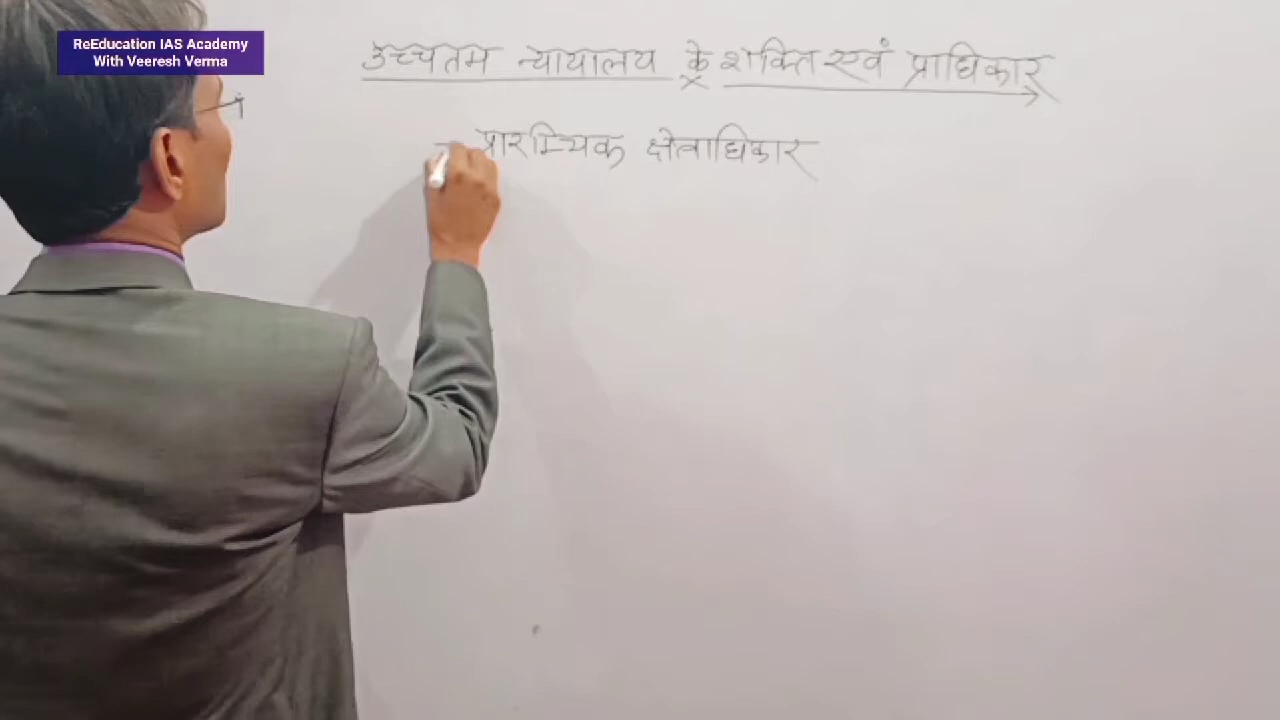 ReEducation IAS Academy
With Veeresh Verma
उच्चतम न्यायालय के शक्ति एवं प्राधिकार
प्रारम्भिक क्षेत्राधिकार